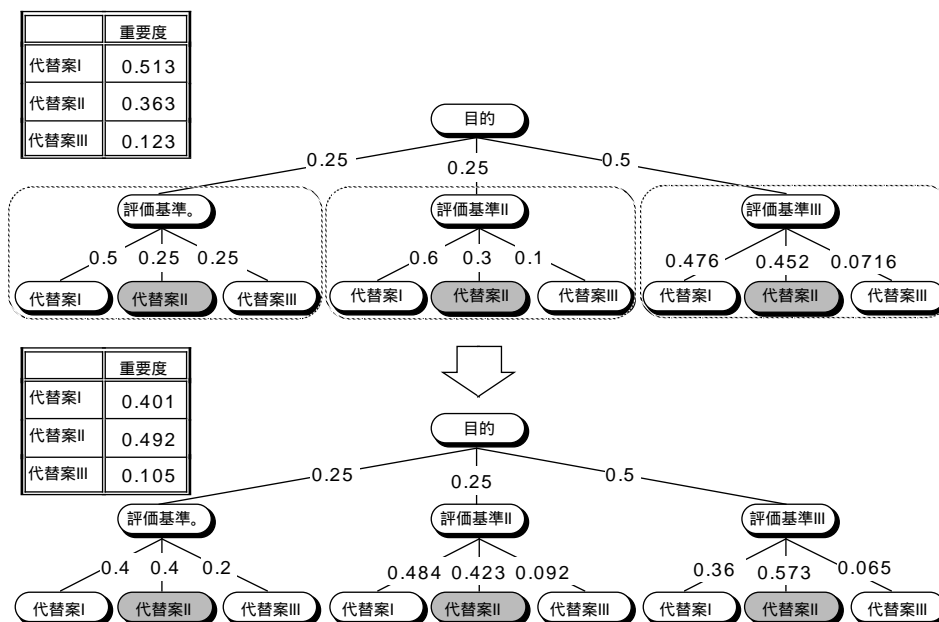 重要度
代替案I 0.513
代替案II 0.363
代替案III 0.123
目的
0.25 0.25 0.5
評価基準。 評価基準II 評価基準III
0.5 0.25 0.25 0.6 0.3 0.1 0.476 0.452 0.0716
代替案I 代替案II 代替案III 代替案I 代替案II 代替案III 代替案I 代替案II 代替案III
重要度
代替案I 0.401
代替案II 0.492
代替案III 0.105
目的
0.25 0.25 0.5
評価基準。 評価基準II 評価基準III
0.4 0.4 0.2 0.484 0.423 0.092 0.36 0.573 0.065
代替案I 代替案II 代替案III 代替案I 代替案II 代替案III 代替案I 代替案II 代替案III